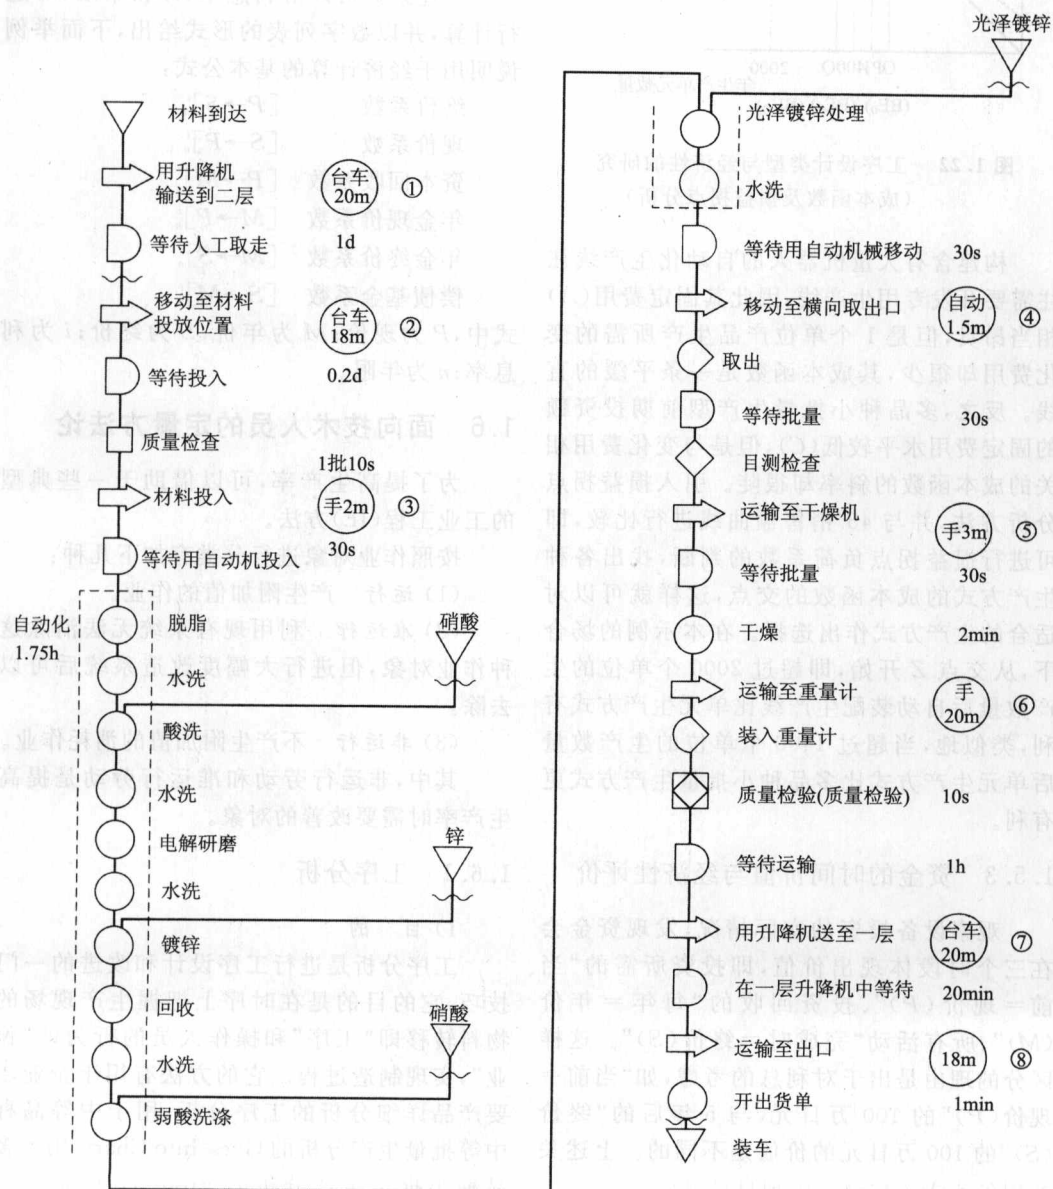 材料到达
用升降机
输送到二层
台车
20m
①
等待人工取走
1d
移动至材料
投放位置
台车
18m
②
等待投入
0.2d
质量检查
1批10s
材料投入
手2m
③
等待用自动机投入
30s
自动化
1.75h
脱脂
硝酸
水洗
酸洗
水洗
电解研磨
锌
水洗
镀锌
回收
硝酸
水洗
弱酸洗涤
光泽镀锌
光泽镀锌处理
水洗
等待用自动机械移动
30s
移动至横向取出口
自动
1.5m
④
取出
等待批量
30s
目测检查
运输至干燥机
手3m
⑤
等待批量
30s
干燥
2min
运输至重量计
手
20m
⑥
装入重量计
质量检验(质量检验)
10s
等待运输
1h
用升降机送至一层
台车
20m
⑦
在一层升降机中等待
20min
运输至出口
18m
⑧
开出货单
1min
装车